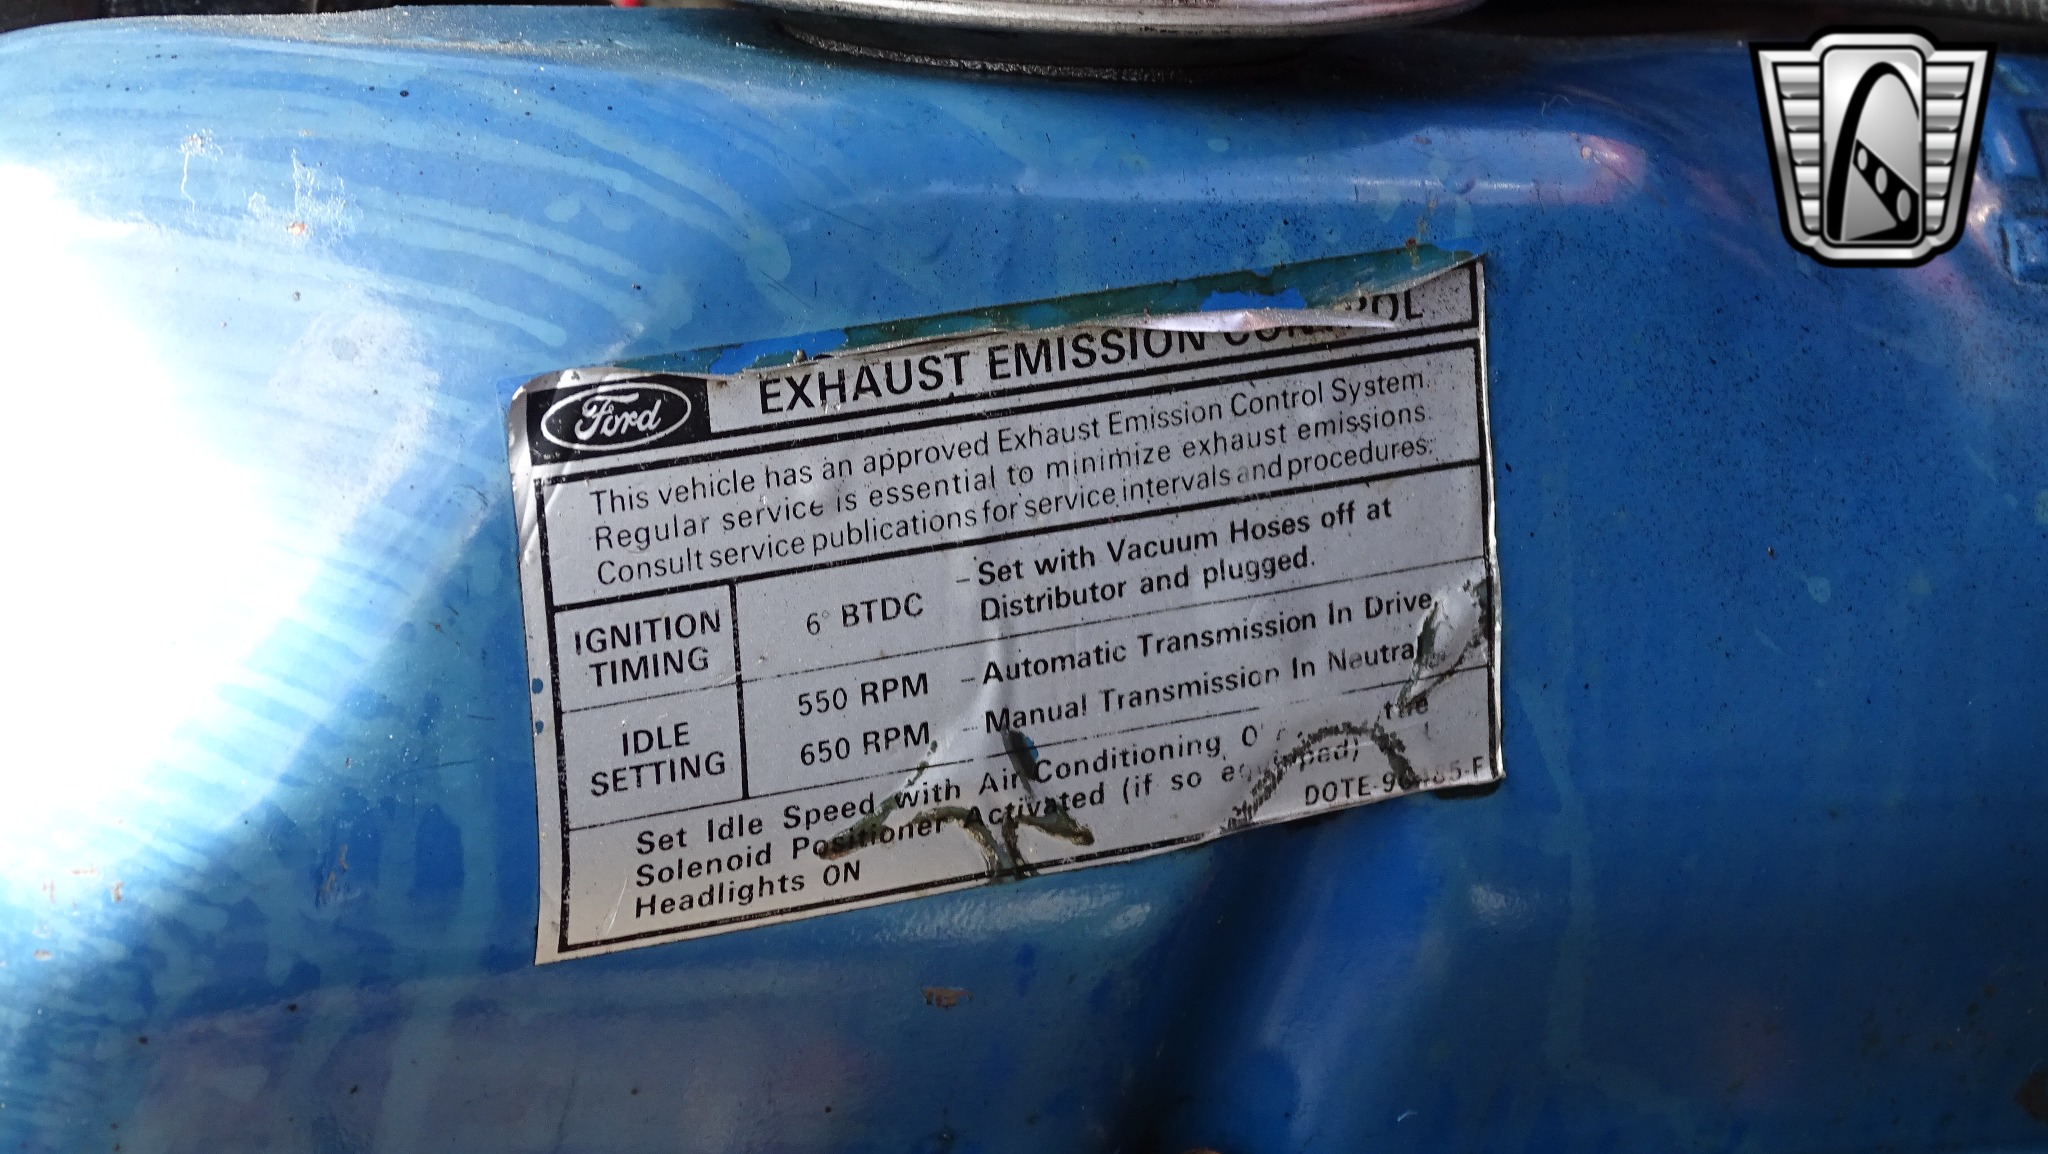 Ford
EXHAUST EMISSION CONTROL
This vehicle has an approved Exhaust Emission Control System.
Regular service is essential to minimize exhaust emissions.
Consult service publications for service intervals and procedures.
IGNITION
TIMING
6° BTDC
- Set with Vacuum Hoses off at
Distributor and plugged.
IDLE
SETTING
550 RPM
- Automatic Transmission In Drive
650 RPM
- Manual Transmission In Neutral
Set Idle Speed with Air Conditioning the
Solenoid Positioner Activated (if so equipped)
Headlights ON